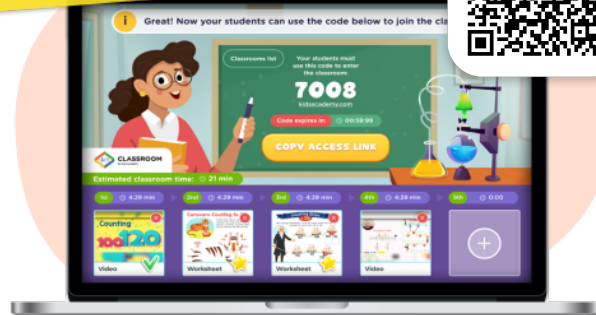 Great! Now your students can use the code below to join the cla
Classrooms list
Your students must
use this code to enter
the classroom:
7008
kidsacademy.com
Code expires in:
00:59:99
COPY ACCESS LINK
CLASSROOM
Estimated classroom time: 21 min
1st 4:29 min
2nd 4:29 min
3rd 4:29 min
4th 4:29 min
5th 0:00
Counting
100 120
Carnivore Counting
Video
Worksheet
Worksheet
Video